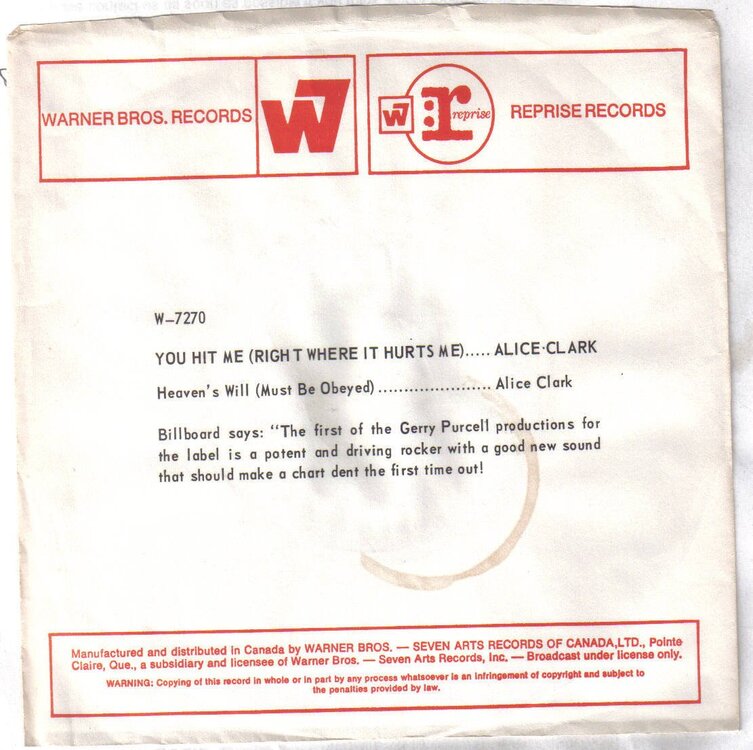 WARNER BROS. RECORDS
W7
W7
r
reprise
REPRISE RECORDS
W-7270
YOU HIT ME (RIGHT WHERE IT HURTS ME)..... ALICE·CLARK
Heaven's Will (Must Be Obeyed) ...................... Alice Clark
Billboard says: "The first of the Gerry Purcell productions for
the label is a potent and driving rocker with a good new sound
that should make a chart dent the first time out!
Manufactured and distributed in Canada by WARNER BROS. — SEVEN ARTS RECORDS OF CANADA,LTD., Pointe
Claire, Que., a subsidiary and licensee of Warner Bros. — Seven Arts Records, Inc. — Broadcast under license only.
WARNING: Copying of this record in whole or in part by any process whatsoever is an infringement of copyright and subject to
the penalties provided by law.